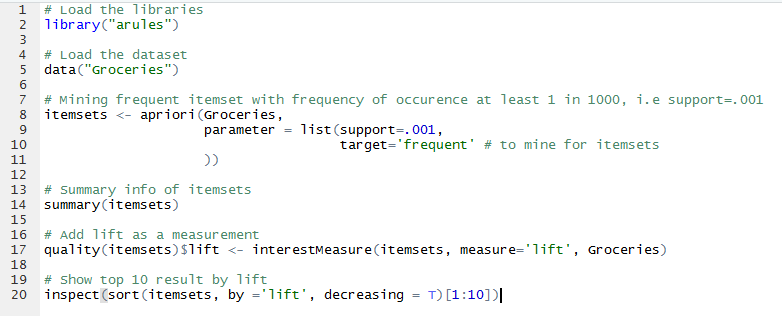 1 # Load the libraries
2 library("arules")
3
4 # Load the dataset
5 data("Groceries")
6
7 # Mining frequent itemset with frequency of occurence at least 1 in 1000, i.e support=.001
8 itemsets <- apriori(Groceries,
9 parameter = list(support=.001,
10 target='frequent' # to mine for itemsets
11 ))
12
13 # Summary info of itemsets
14 summary(itemsets)
15
16 # Add lift as a measurement
17 quality(itemsets)$lift <- interestMeasure(itemsets, measure='lift', Groceries)
18
19 # Show top 10 result by lift
20 inspect(sort(itemsets, by ='lift', decreasing = T)[1:10])